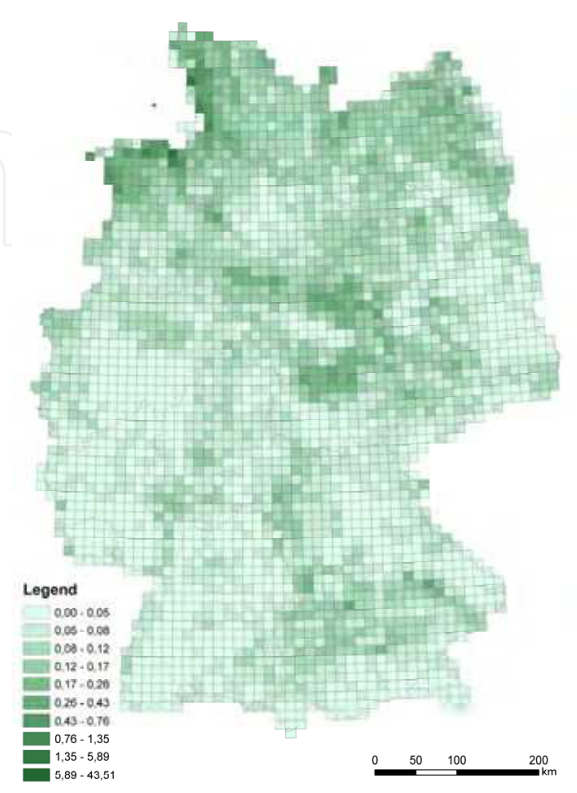 Legend
0,00 - 0,05
0,05 - 0,08
0,08 - 0,12
0,12 - 0,17
0,17 - 0,26
0,26 - 0,43
0,43 - 0,76
0,76 - 1,35
1,35 - 5,89
5,89 - 43,51
0 50 100 200
km